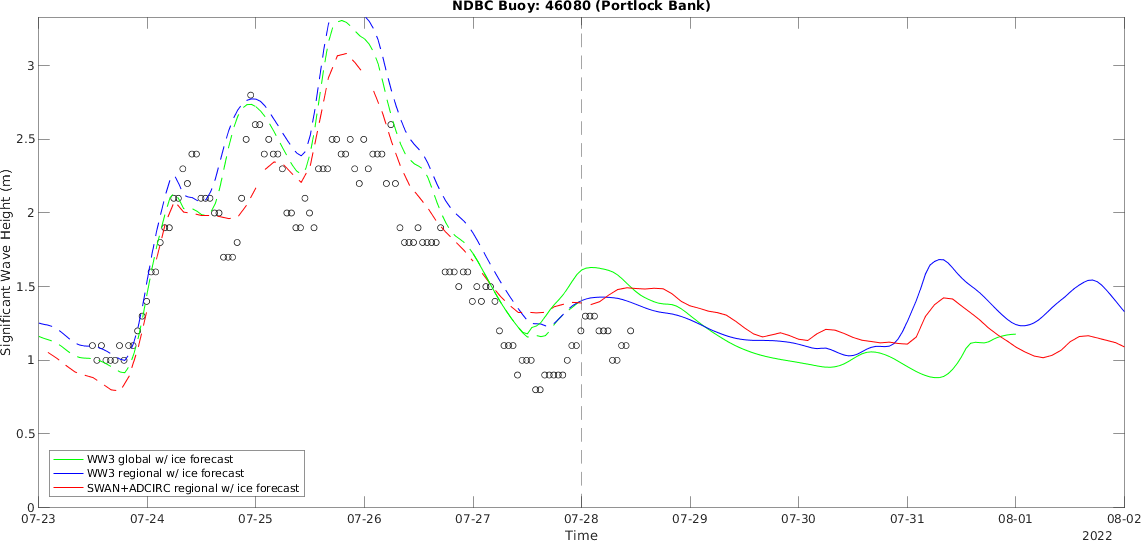 NDBC Buoy: 46080 (Portlock Bank)
Significant Wave Height (m)
3
2.5
2
1.5
1
0.5
0
WW3 global w/ ice forecast
WW3 regional w/ ice forecast
SWAN+ADCIRC regional w/ ice forecast
07-23 07-24 07-25 07-26 07-27 07-28 07-29 07-30 07-31 08-01 08-02
Time
2022